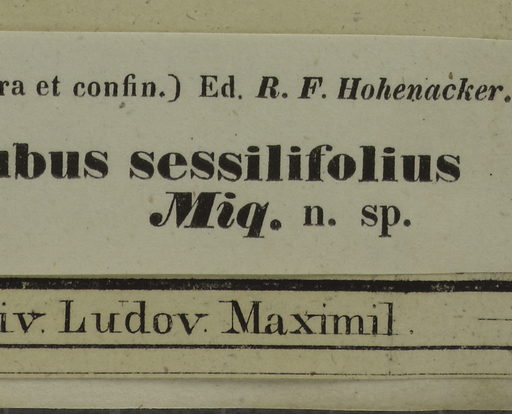 ra et confin.) Ed. R. F. Hohenacker.
ubus sessilifolius
Miq. n. sp.
iv. Ludov. Maximil.